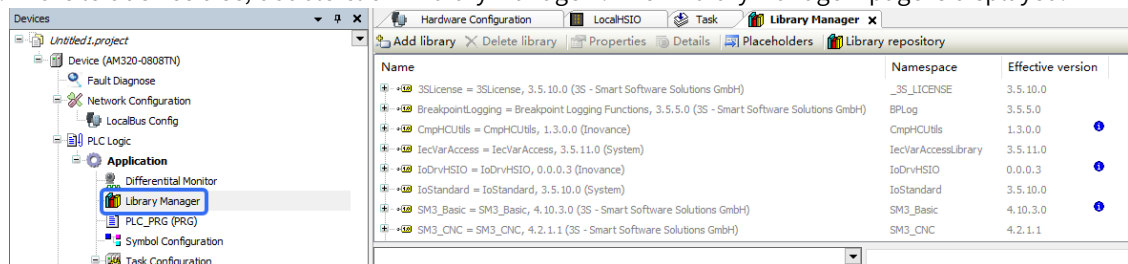 Devices
Untitled1.project
Device (AM320-0808TN)
Fault Diagnose
Network Configuration
LocalBus Config
PLC Logic
Application
Differentital Monitor
Library Manager
PLC_PRG (PRG)
Symbol Configuration
Task Configuration
Hardware Configuration LocalHSIO Task Library Manager
Add library Delete library Properties Details Placeholders Library repository
Name Namespace Effective version
3SLicense = 3SLicense, 3.5.10.0 (3S - Smart Software Solutions GmbH) _3S_LICENSE 3.5.10.0
BreakpointLogging = Breakpoint Logging Functions, 3.5.5.0 (3S - Smart Software Solutions GmbH) BPLog 3.5.5.0
CmpHCUtils = CmpHCUtils, 1.3.0.0 (Inovance) CmpHCUtils 1.3.0.0
IecVarAccess = IecVarAccess, 3.5.11.0 (System) IecVarAccessLibrary 3.5.11.0
IoDrvHSIO = IoDrvHSIO, 0.0.0.3 (Inovance) IoDrvHSIO 0.0.0.3
IoStandard = IoStandard, 3.5.10.0 (System) IoStandard 3.5.10.0
SM3_Basic = SM3_Basic, 4.10.3.0 (3S - Smart Software Solutions GmbH) SM3_Basic 4.10.3.0
SM3_CNC = SM3_CNC, 4.2.1.1 (3S - Smart Software Solutions GmbH) SM3_CNC 4.2.1.1